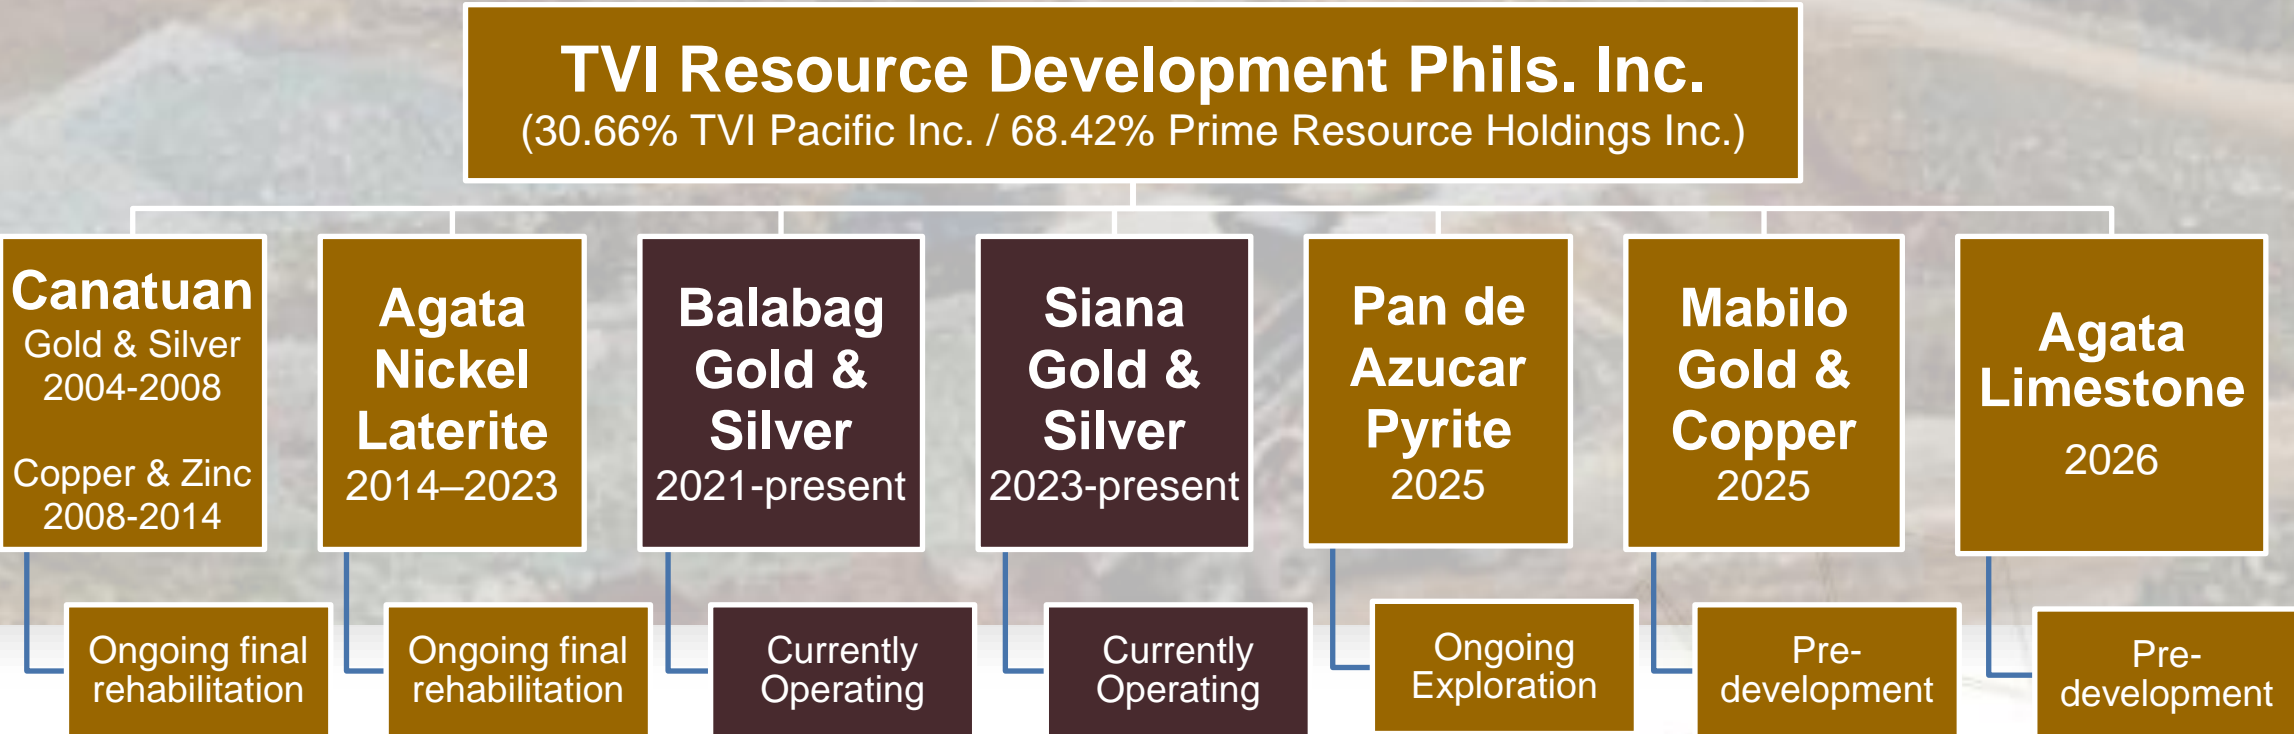 TVI Resource Development Phils. Inc.
(30.66% TVI Pacific Inc. / 68.42% Prime Resource Holdings Inc.)
Canatuan
Gold & Silver
2004-2008
Copper & Zinc
2008-2014
Agata
Nickel
Laterite
2014–2023
Balabag
Gold &
Silver
2021-present
Siana
Gold &
Silver
2023-present
Pan de
Azucar
Pyrite
2025
Mabilo
Gold &
Copper
2025
Agata
Limestone
2026
Ongoing final
rehabilitation
Ongoing final
rehabilitation
Currently
Operating
Currently
Operating
Ongoing
Exploration
Pre-
development
Pre-
development